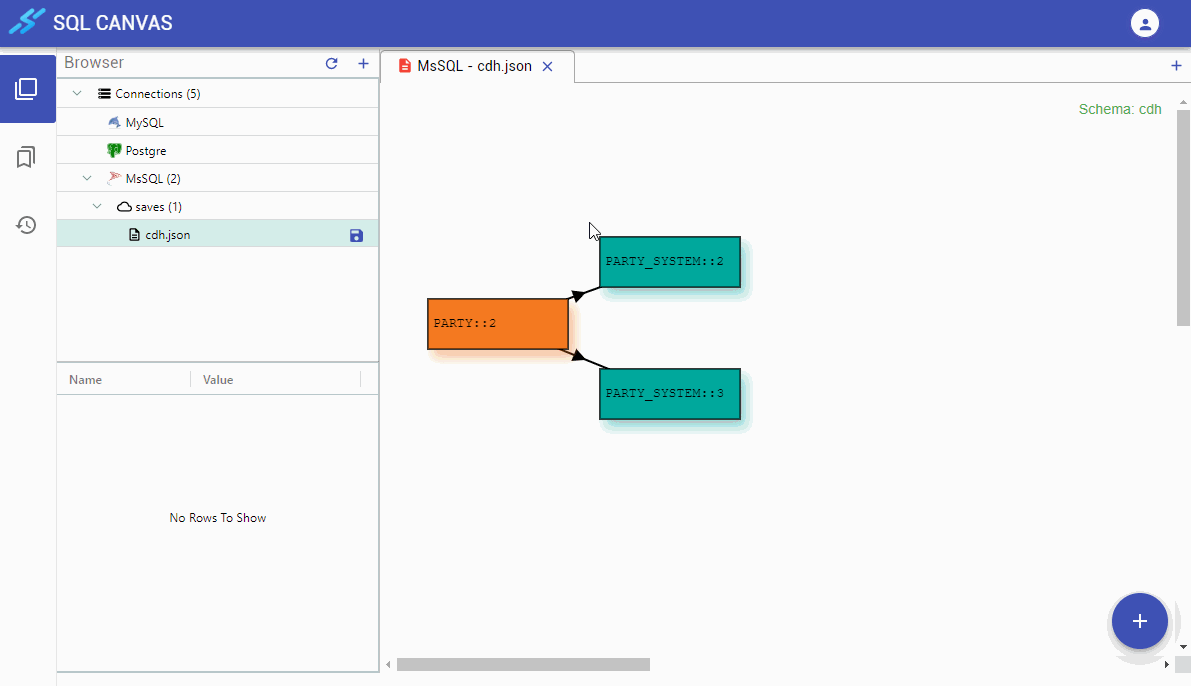 SQL CANVAS
Browser
MsSQL - cdh.json
Connections (5)
MySQL
Postgre
MsSQL (2)
saves (1)
cdh.json
Schema: cdh
PARTY_SYSTEM::2
PARTY::2
PARTY_SYSTEM::3
Name
Value
No Rows To Show